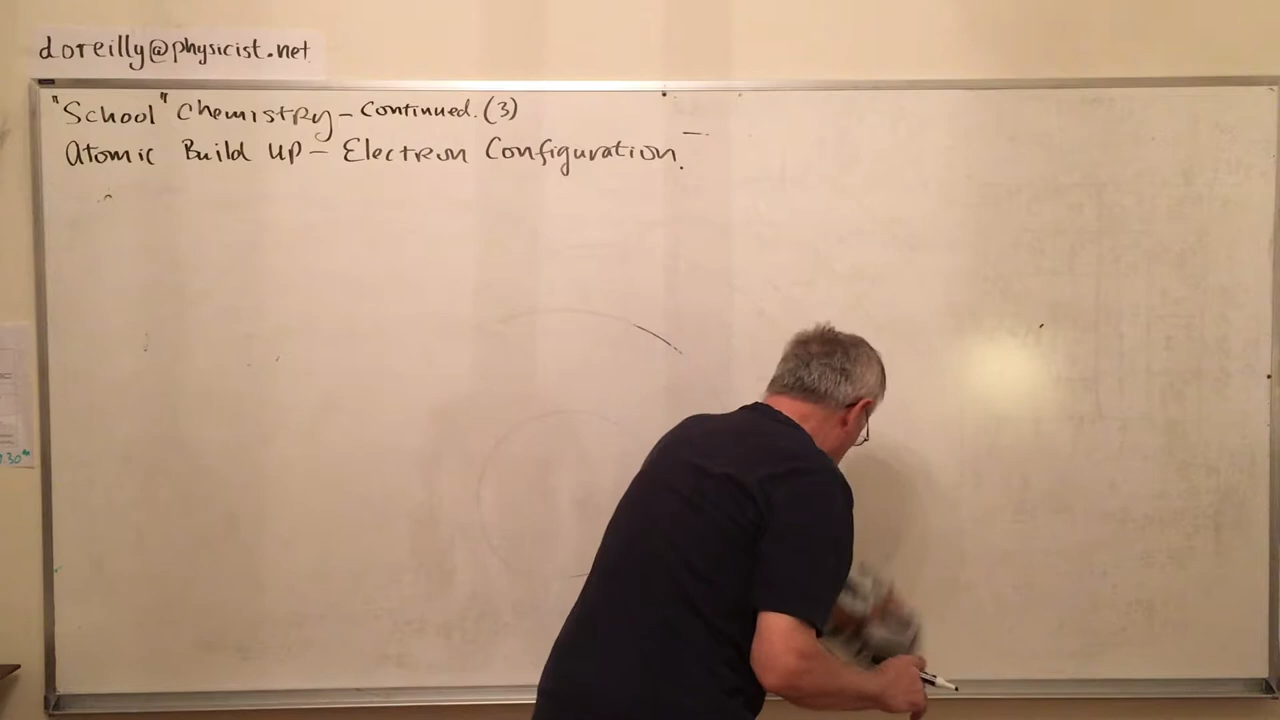 doreilly@physicist.net
"School" Chemistry - Continued. (3)
Atomic Build Up - Electron Configuration.